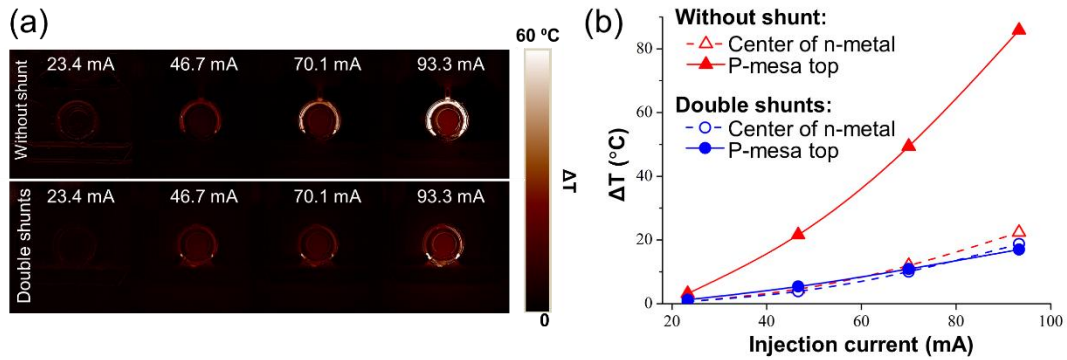 (a)
60 ºC
Without shunt
23.4 mA 46.7 mA 70.1 mA 93.3 mA
Double shunts
23.4 mA 46.7 mA 70.1 mA 93.3 mA
ΔT
0
(b)
Without shunt:
Center of n-metal
P-mesa top
Double shunts:
Center of n-metal
P-mesa top
ΔT (°C)
80
60
40
20
0
20 40 60 80 100
Injection current (mA)